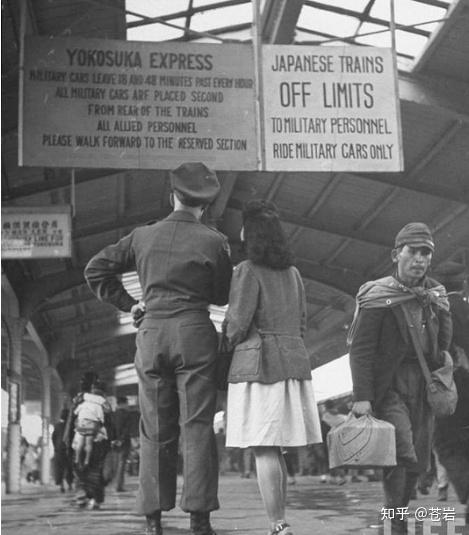 YOKOSUKA EXPRESS
MILITARY CARS LEAVE 18 AND 48 MINUTES PAST EVERY HOUR
ALL MILITARY CARS ARE PLACED SECOND
FROM REAR OF THE TRAINS
ALL ALLIED PERSONNEL
PLEASE WALK FORWARD TO THE RESERVED SECTION
JAPANESE TRAINS
OFF LIMITS
TO MILITARY PERSONNEL
RIDE MILITARY CARS ONLY
LIFE
知乎 @苍岩